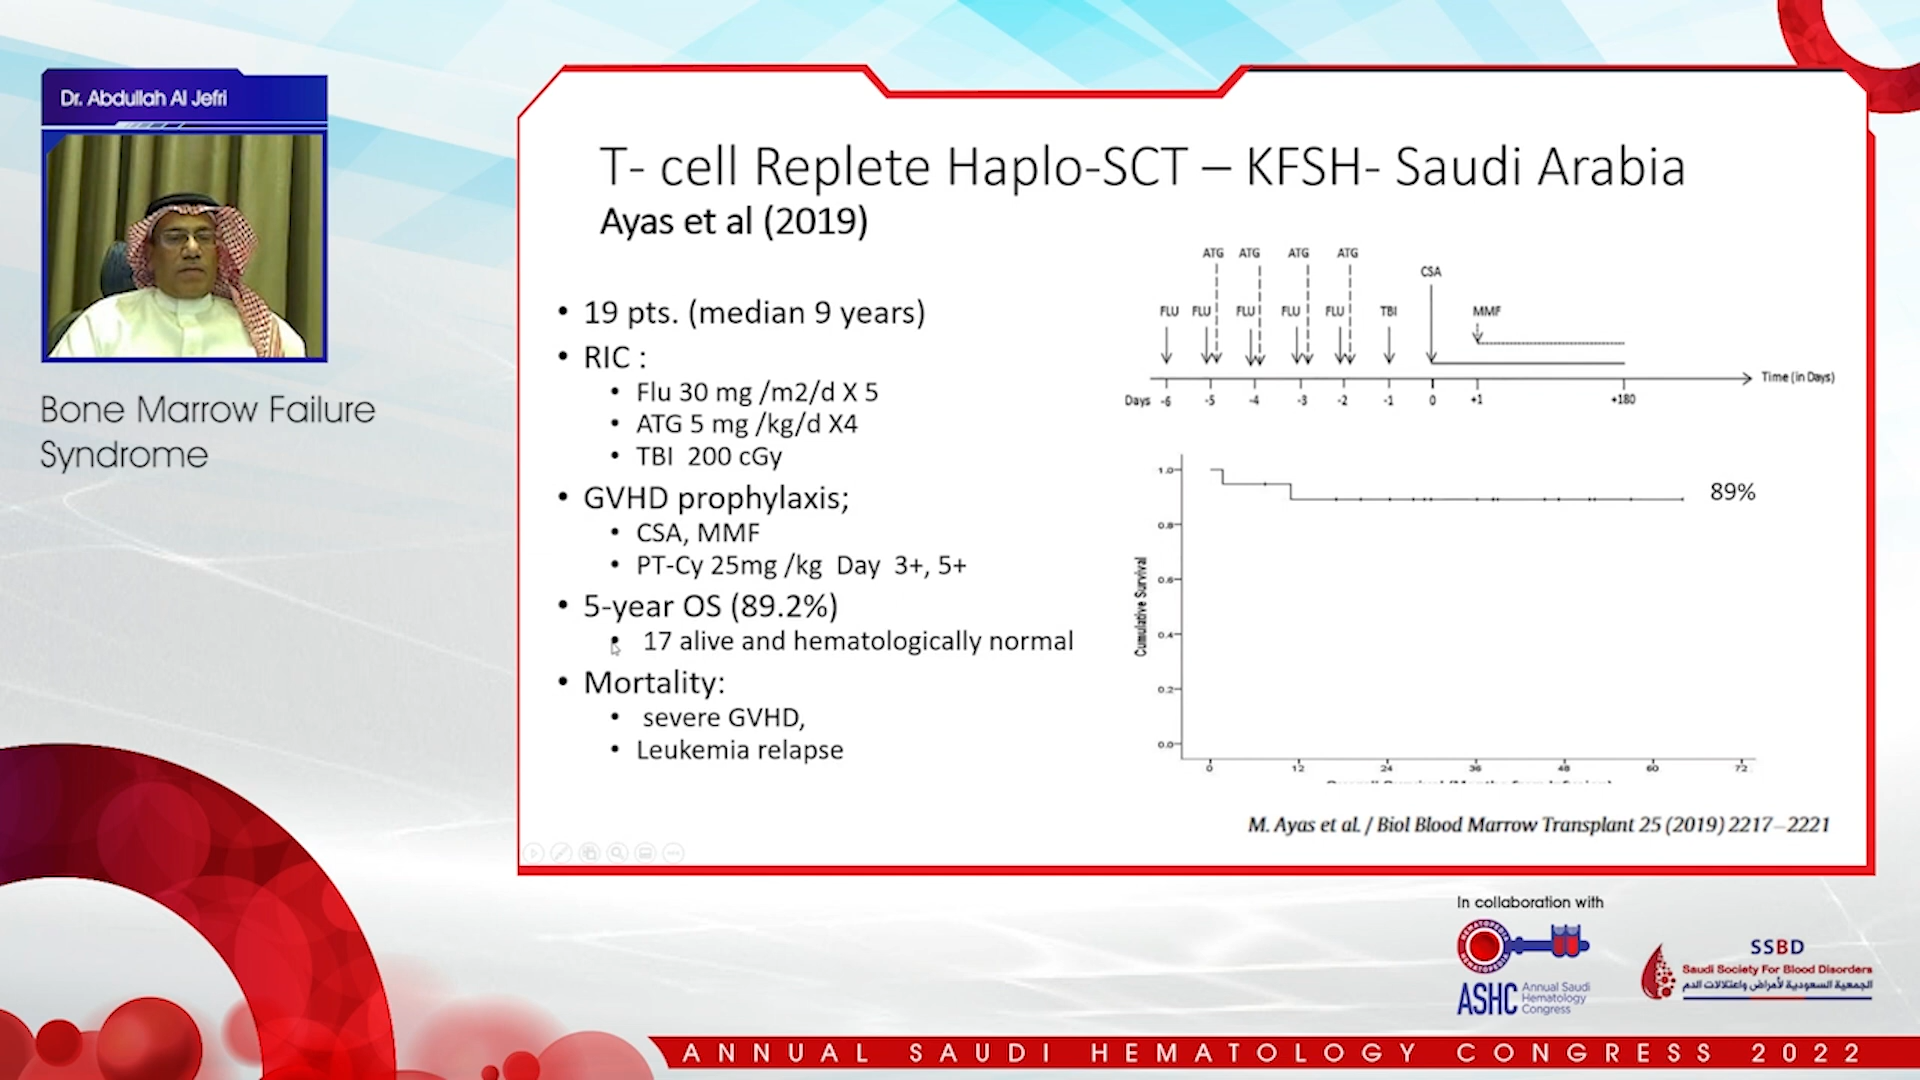 Dr. Abdullah Al Jefri
Bone Marrow Failure
Syndrome
T- cell Replete Haplo-SCT – KFSH- Saudi Arabia
Ayas et al (2019)
• 19 pts. (median 9 years)
• RIC :
• Flu 30 mg /m2/d X 5
• ATG 5 mg /kg/d X4
• TBI 200 cGy
• GVHD prophylaxis;
• CSA, MMF
• PT-Cy 25mg /kg Day 3+, 5+
• 5-year OS (89.2%)
• 17 alive and hematologically normal
• Mortality:
• severe GVHD,
• Leukemia relapse
ATG ATG ATG ATG
CSA
FLU FLU FLU FLU FLU TBI MMF
Time (in Days)
Days -6 -5 -4 -3 -2 -1 0 +1 +180
89%
Cumulative Survival
1.0
0.8
0.6
0.4
0.2
0.0
0 12 24 36 48 60 72
M. Ayas et al. / Biol Blood Marrow Transplant 25 (2019) 2217–2221
In collaboration with
HEMATOPEDIA
HEMATOPEDIA
ASHC Annual Saudi
Hematology
Congress
SSBD
Saudi Society For Blood Disorders
الجمعية السعودية لأمراض واعتلالات الدم
ANNUAL SAUDI HEMATOLOGY CONGRESS 2022